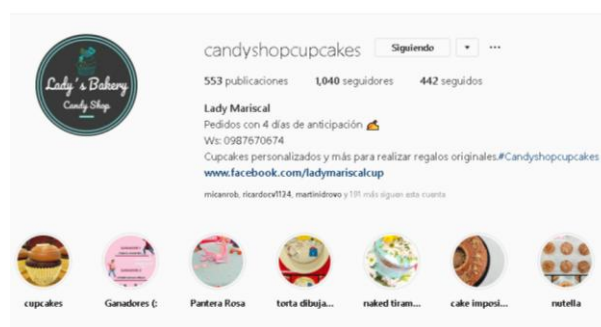 Lady's Bakery
Candy Shop
candyshopcupcakes Siguiendo
553 publicaciones 1,040 seguidores 442 seguidos
Lady Mariscal
Pedidos con 4 días de anticipación ✍
Ws: 0987670674
Cupcakes personalizados y más para realizar regalos originales.#Candyshopcupcakes
www.facebook.com/ladymariscalcup
micanrob, ricardocv1134, martinidrovo y 191 más siguen esta cuenta
cupcakes Ganadores (: Pantera Rosa torta dibuja... naked tiram... cake imposi... nutella